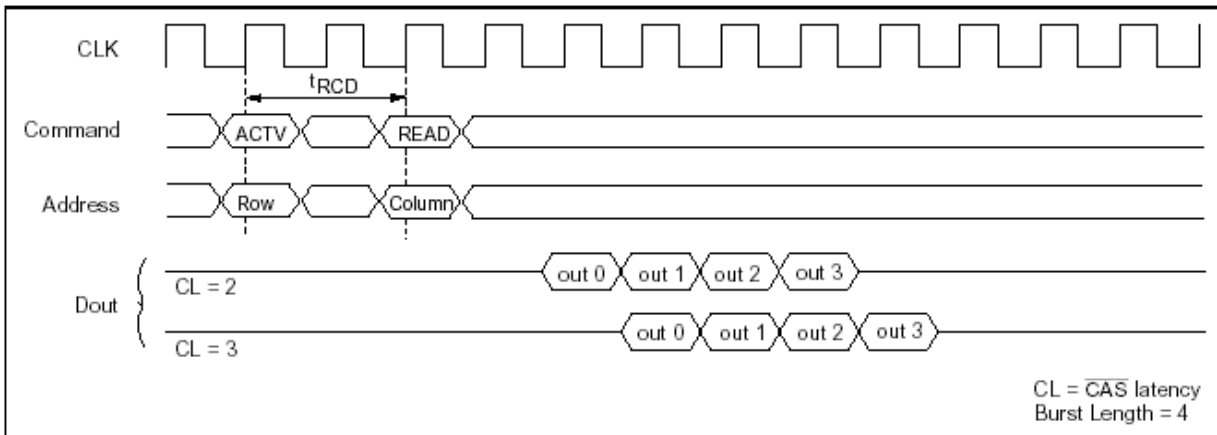 CLK
tRCD
Command ACTV READ
Address Row Column
out 0 out 1 out 2 out 3
CL = 2
Dout
out 0 out 1 out 2 out 3
CL = 3
CL = C̅A̅S̅ latency
Burst Length = 4